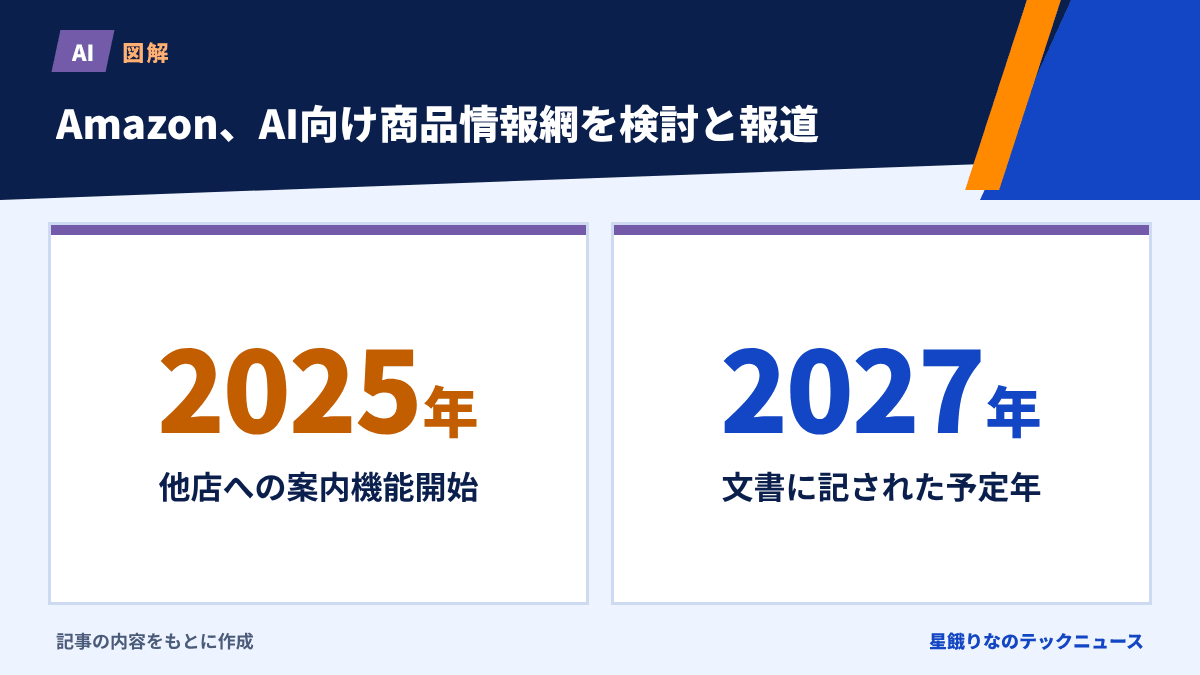 AI 図解
Amazon、AI向け商品情報網を検討と報道
2025年
他店への案内機能開始
2027年
文書に記された予定年
記事の内容をもとに作成
星餓りなのテックニュース